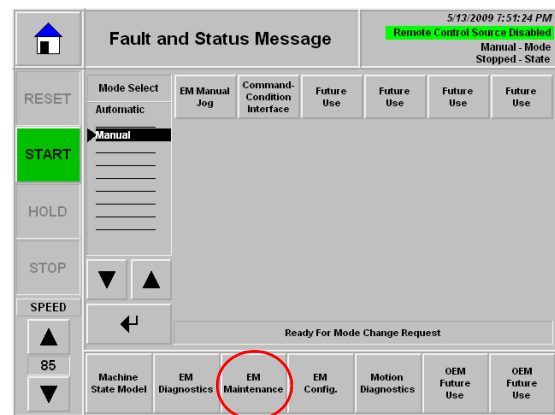 Fault and Status Message
5/13/2009 7:51:24 PM
Remote Control Source Disabled
Manual - Mode
Stopped - State
RESET
START
HOLD
STOP
SPEED
85
Mode Select
Automatic
Manual
EM Manual
Jog
Command-
Condition
Interface
Future
Use
Future
Use
Future
Use
Future
Use
Ready For Mode Change Request
Machine
State Model
EM
Diagnostics
EM
Maintenance
EM
Config.
Motion
Diagnostics
OEM
Future
Use
OEM
Future
Use